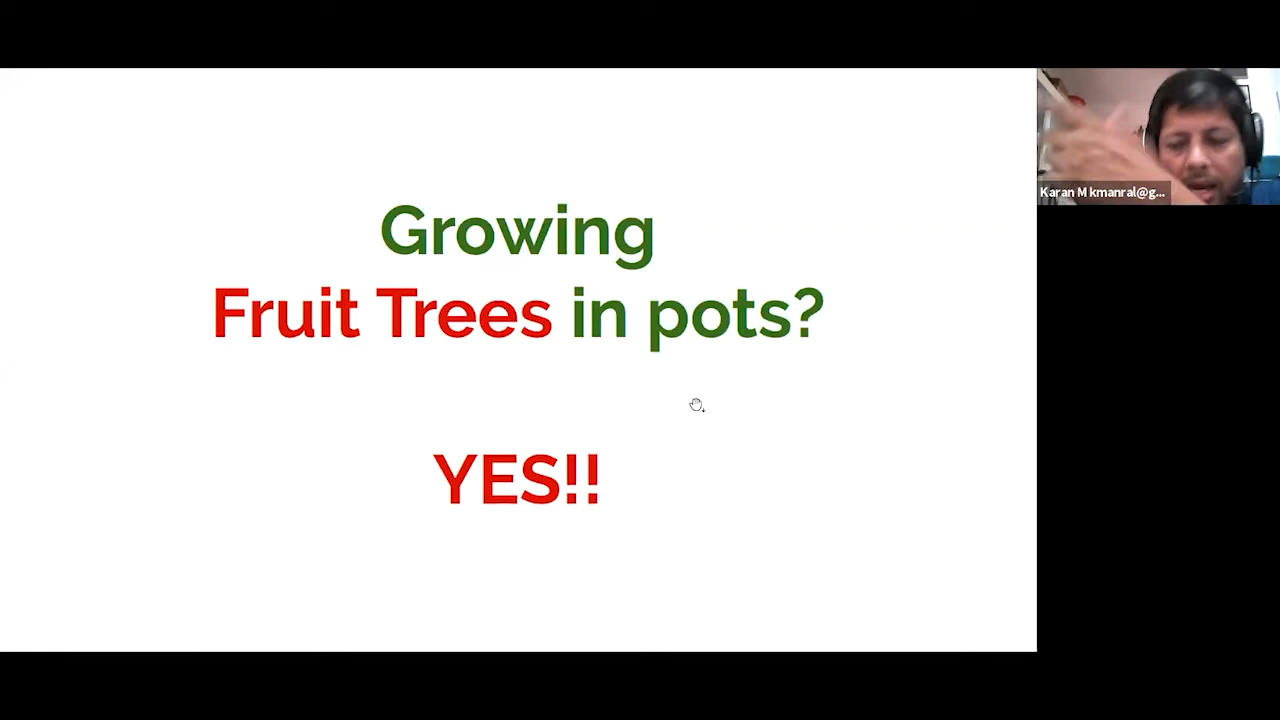 Growing
Fruit Trees in pots?
YES!!
Karan M kmanral@g...